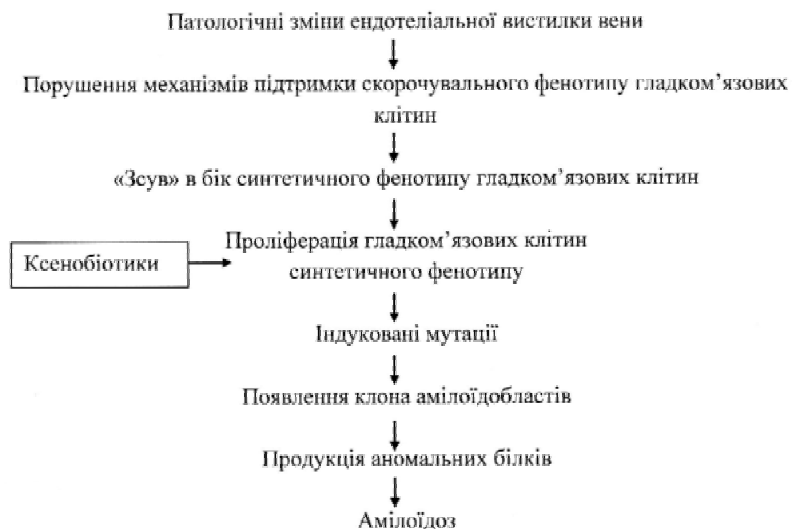 Патологічні зміни ендотеліальної вистилки вени
Порушення механізмів підтримки скорочувального фенотипу гладком’язових
клітин
«Зсув» в бік синтетичного фенотипу гладком’язових клітин
Проліферація гладком’язових клітин
синтетичного фенотипу
Ксенобіотики
Індуковані мутації
Появлення клона амілоїдобластів
Продукція аномальних білків
Амілоїдоз